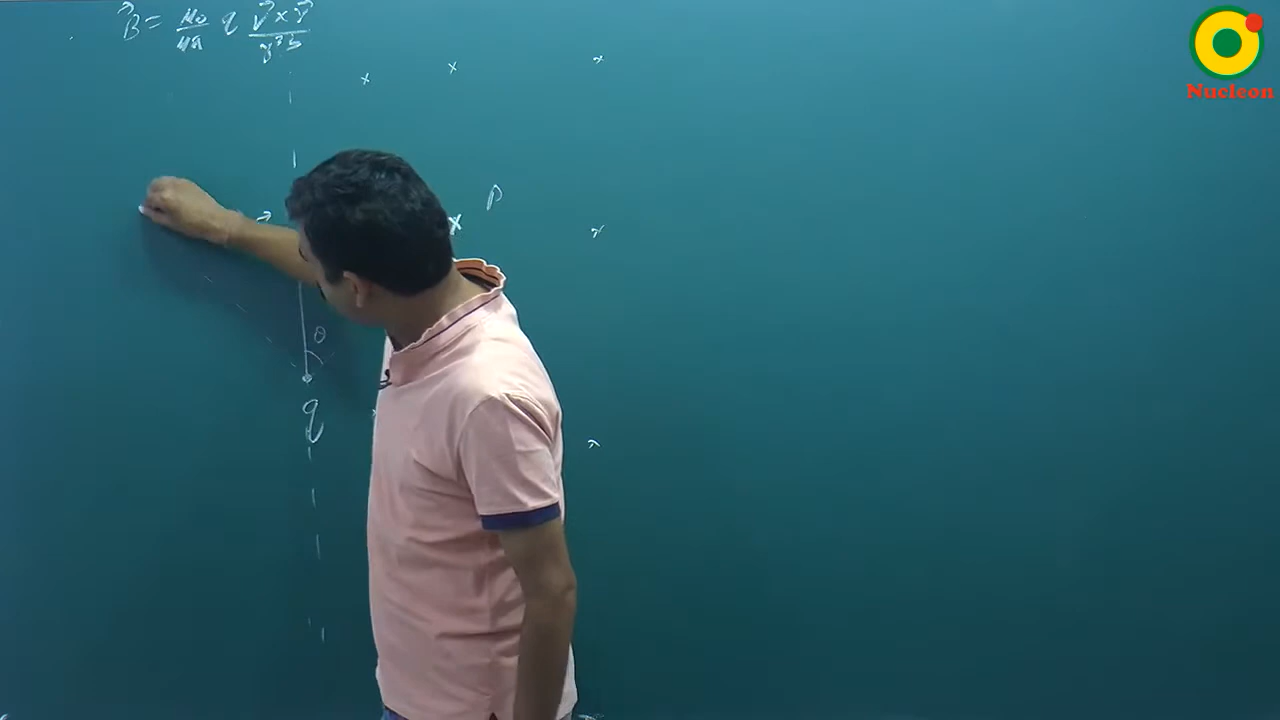 B⃗ = μ₀/4π q v⃗ × r⃗/r³
Nucleon
P
θ
q